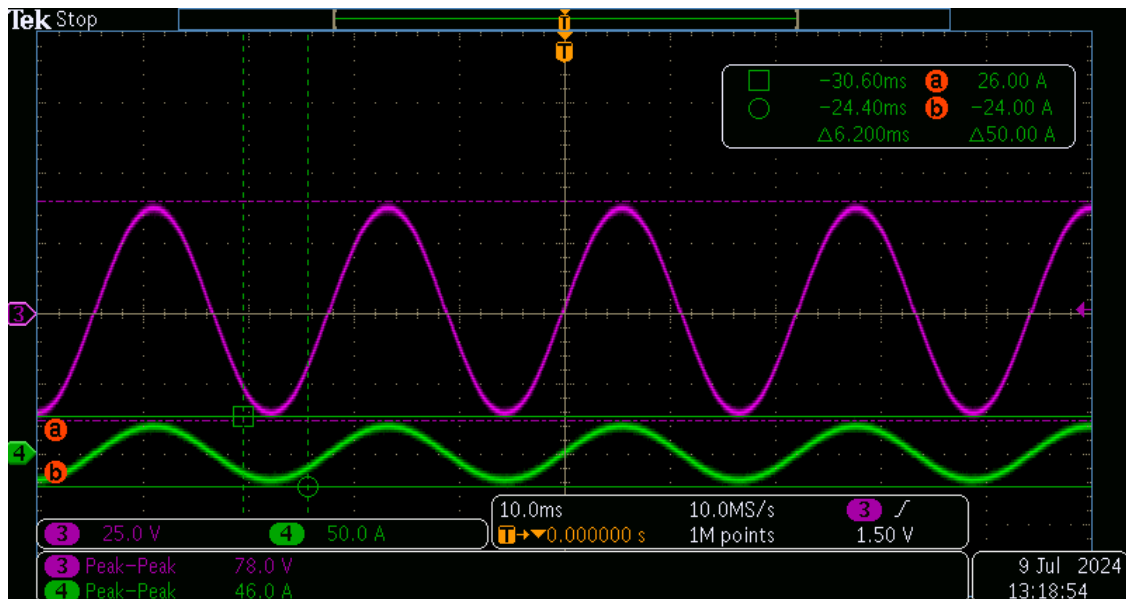 Tek Stop
T
T
−30.60ms a 26.00 A
−24.40ms b −24.00 A
△6.200ms △50.00 A
3
a
4
b
3 25.0 V 4 50.0 A
10.0ms 10.0MS/s 3
T→▼0.000000 s 1M points 1.50 V
3 Peak−Peak 78.0 V
4 Peak−Peak 46.0 A
9 Jul 2024
13:18:54